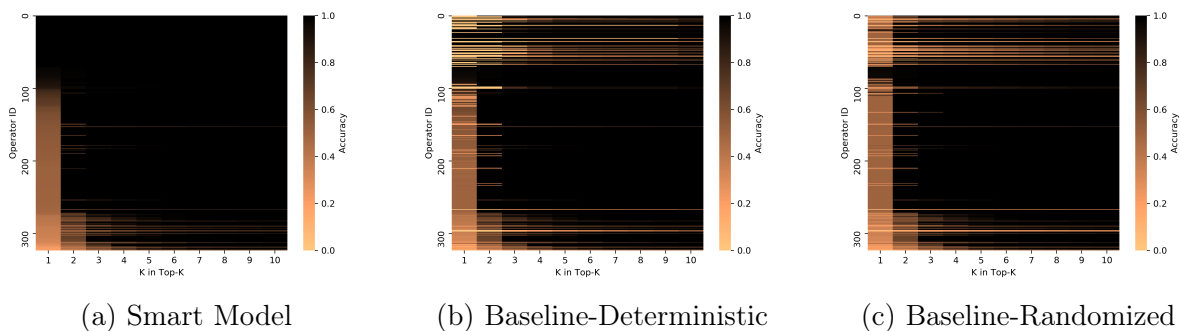 0
100
200
300
Operator ID
1 2 3 4 5 6 7 8 9 10
K in Top-K
1.0
0.8
0.6
0.4
0.2
0.0
Accuracy
(a) Smart Model
0
100
200
300
Operator ID
1 2 3 4 5 6 7 8 9 10
K in Top-K
1.0
0.8
0.6
0.4
0.2
0.0
Accuracy
(b) Baseline-Deterministic
0
100
200
300
Operator ID
1 2 3 4 5 6 7 8 9 10
K in Top-K
1.0
0.8
0.6
0.4
0.2
0.0
Accuracy
(c) Baseline-Randomized